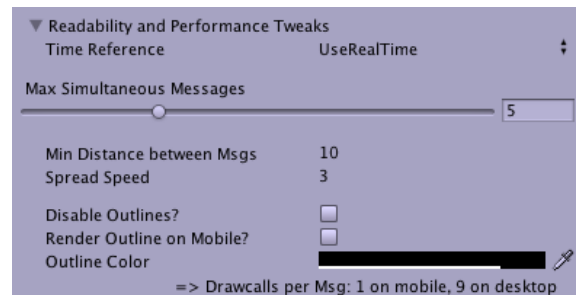 Readability and Performance Tweaks
Time Reference UseRealTime
Max Simultaneous Messages
5
Min Distance between Msgs 10
Spread Speed 3
Disable Outlines?
Render Outline on Mobile?
Outline Color
=> Drawcalls per Msg: 1 on mobile, 9 on desktop